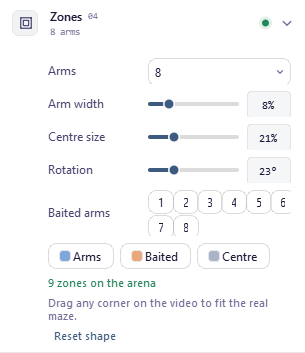 Zones 04
8 arms
Arms 8
Arm width 8%
Centre size 21%
Rotation 23°
Baited arms 1 2 3 4 5 6
7 8
Arms Baited Centre
9 zones on the arena
Drag any corner on the video to fit the real
maze.
Reset shape